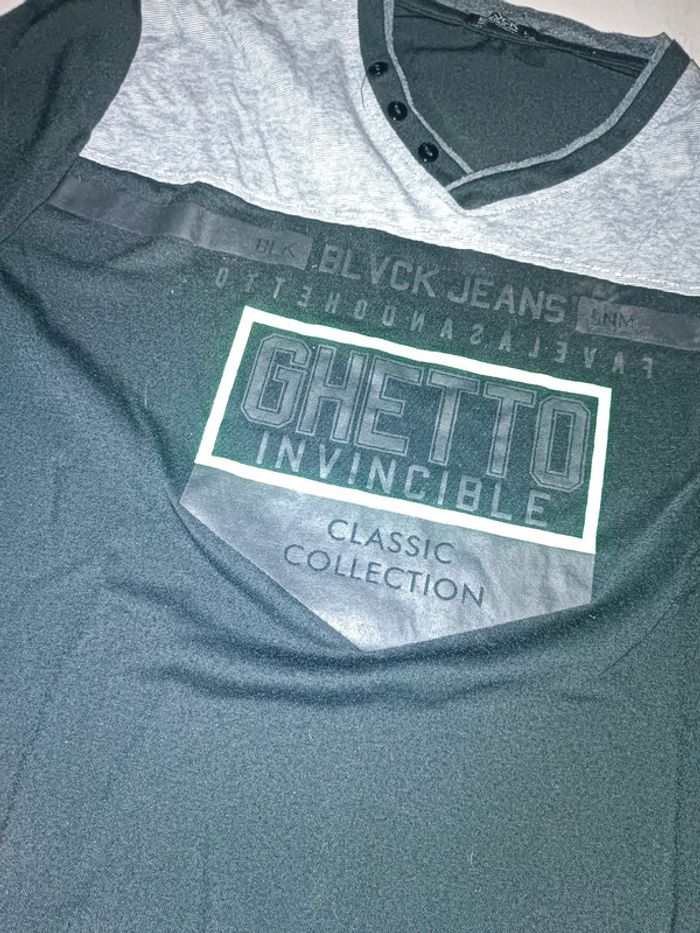 BLK BLVCK JEANS
GHETTO
INVINCIBLE
CLASSIC
COLLECTION